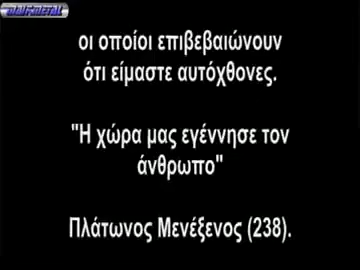 οι οποίοι επιβεβαιώνουν
ότι είμαστε αυτόχθονες.
"Η χώρα μας εγέννησε τον
άνθρωπο"
Πλάτωνος Μενέξενος (238).